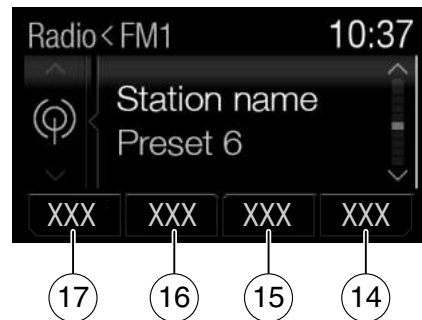 Radio < FM1 10:37
Station name
Preset 6
XXX XXX XXX XXX
17 16 15 14